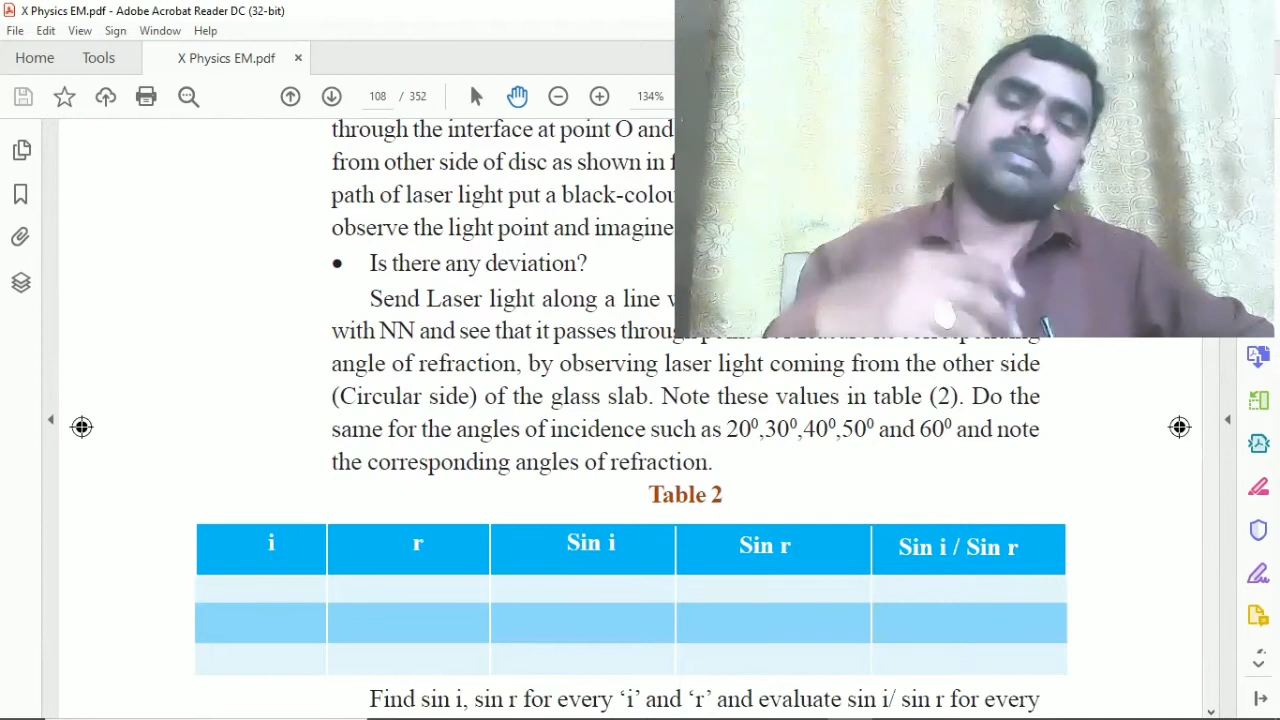 X Physics EM.pdf - Adobe Acrobat Reader DC (32-bit)
File Edit View Sign Window Help
Home Tools X Physics EM.pdf ×
108 / 352 134%
through the interface at point O and
from other side of disc as shown in
path of laser light put a black-colou
observe the light point and imagine
• Is there any deviation?
Send Laser light along a line
with NN and see that it passes throu
angle of refraction, by observing laser light coming from the other side
(Circular side) of the glass slab. Note these values in table (2). Do the
same for the angles of incidence such as 20⁰,30⁰,40⁰,50⁰ and 60⁰ and note
the corresponding angles of refraction.
Table 2
i r Sin i Sin r Sin i / Sin r
Find sin i, sin r for every ‘i’ and ‘r’ and evaluate sin i/ sin r for every